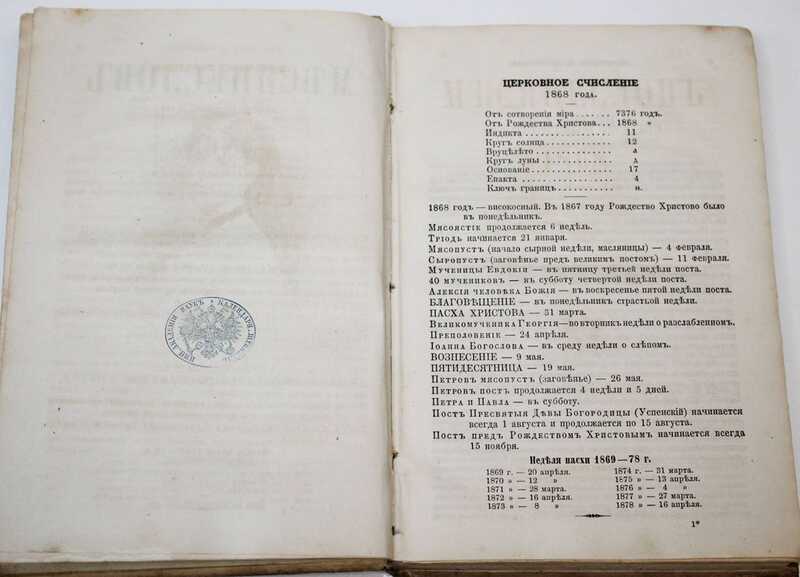 ЦЕРКОВНОЕ СЧИСЛЕНІЕ
1868 года.
Отъ сотворенія міра . . . . . . 7376 годъ.
Отъ Рождества Христова . . . 1868 »
Индикта . . . . . . . . . . . . . . . . 11
Кругъ солнца . . . . . . . . . . . . 12
Вруцѣлѣто . . . . . . . . . . . . . . А
Кругъ луны . . . . . . . . . . . . . Д
Основаніе . . . . . . . . . . . . . . . 17
Епакта . . . . . . . . . . . . . . . . . 4
Ключъ границъ . . . . . . . . . . . н.
1868 годъ — високосный. Въ 1867 году Рождество Христово было
въ понедѣльникъ.
Мясоястіе продолжается 6 недѣль.
Тріодь начинается 21 января.
Мясопустъ (начало сырной недѣли, масляницы) — 4 Февраля.
Сыропустъ (заговѣнье предъ великимъ постомъ) — 11 Февраля.
Мученицы Евдокіи — въ пятницу третьей недѣли поста.
40 мучениковъ — къ субботу четвертой недѣли поста.
Алексія человѣка Божія — въ воскресенье пятой недѣли поста.
БЛАГОВѢЩЕНІЕ — въ понедѣльникъ страстной недѣли.
ПАСХА ХРИСТОВА — 31 марта.
Великомученика Георгія — во вторникъ недѣли о разслабленномъ.
Преполовеніе — 24 апрѣля.
Іоанна Богослова — въ среду недѣли о слѣпомъ.
ВОЗНЕСЕНІЕ — 9 мая.
ПЯТИДЕСЯТНИЦА — 19 мая.
Петровъ мясопустъ (заговѣнье) — 26 мая.
Петровъ постъ продолжается 4 недѣли и 5 дней.
Петра и Павла — въ субботу.
Постъ Пресвятыя Дѣвы Богородицы (Успенскій) начинается
всегда 1 августа и продолжается по 15 августа.
Постъ предъ Рождествомъ Христовымъ начинается всегда
15 ноября.
Недѣля пасхи 1869—78 г.
1869 г. — 20 апрѣля. 1874 г. — 31 марта.
1870 » — 12 » 1875 » — 13 апрѣля.
1871 » — 28 марта. 1876 » — 4 »
1872 » — 16 апрѣля. 1877 » — 27 марта.
1873 » — 8 » 1878 » — 16 апрѣля.
1*